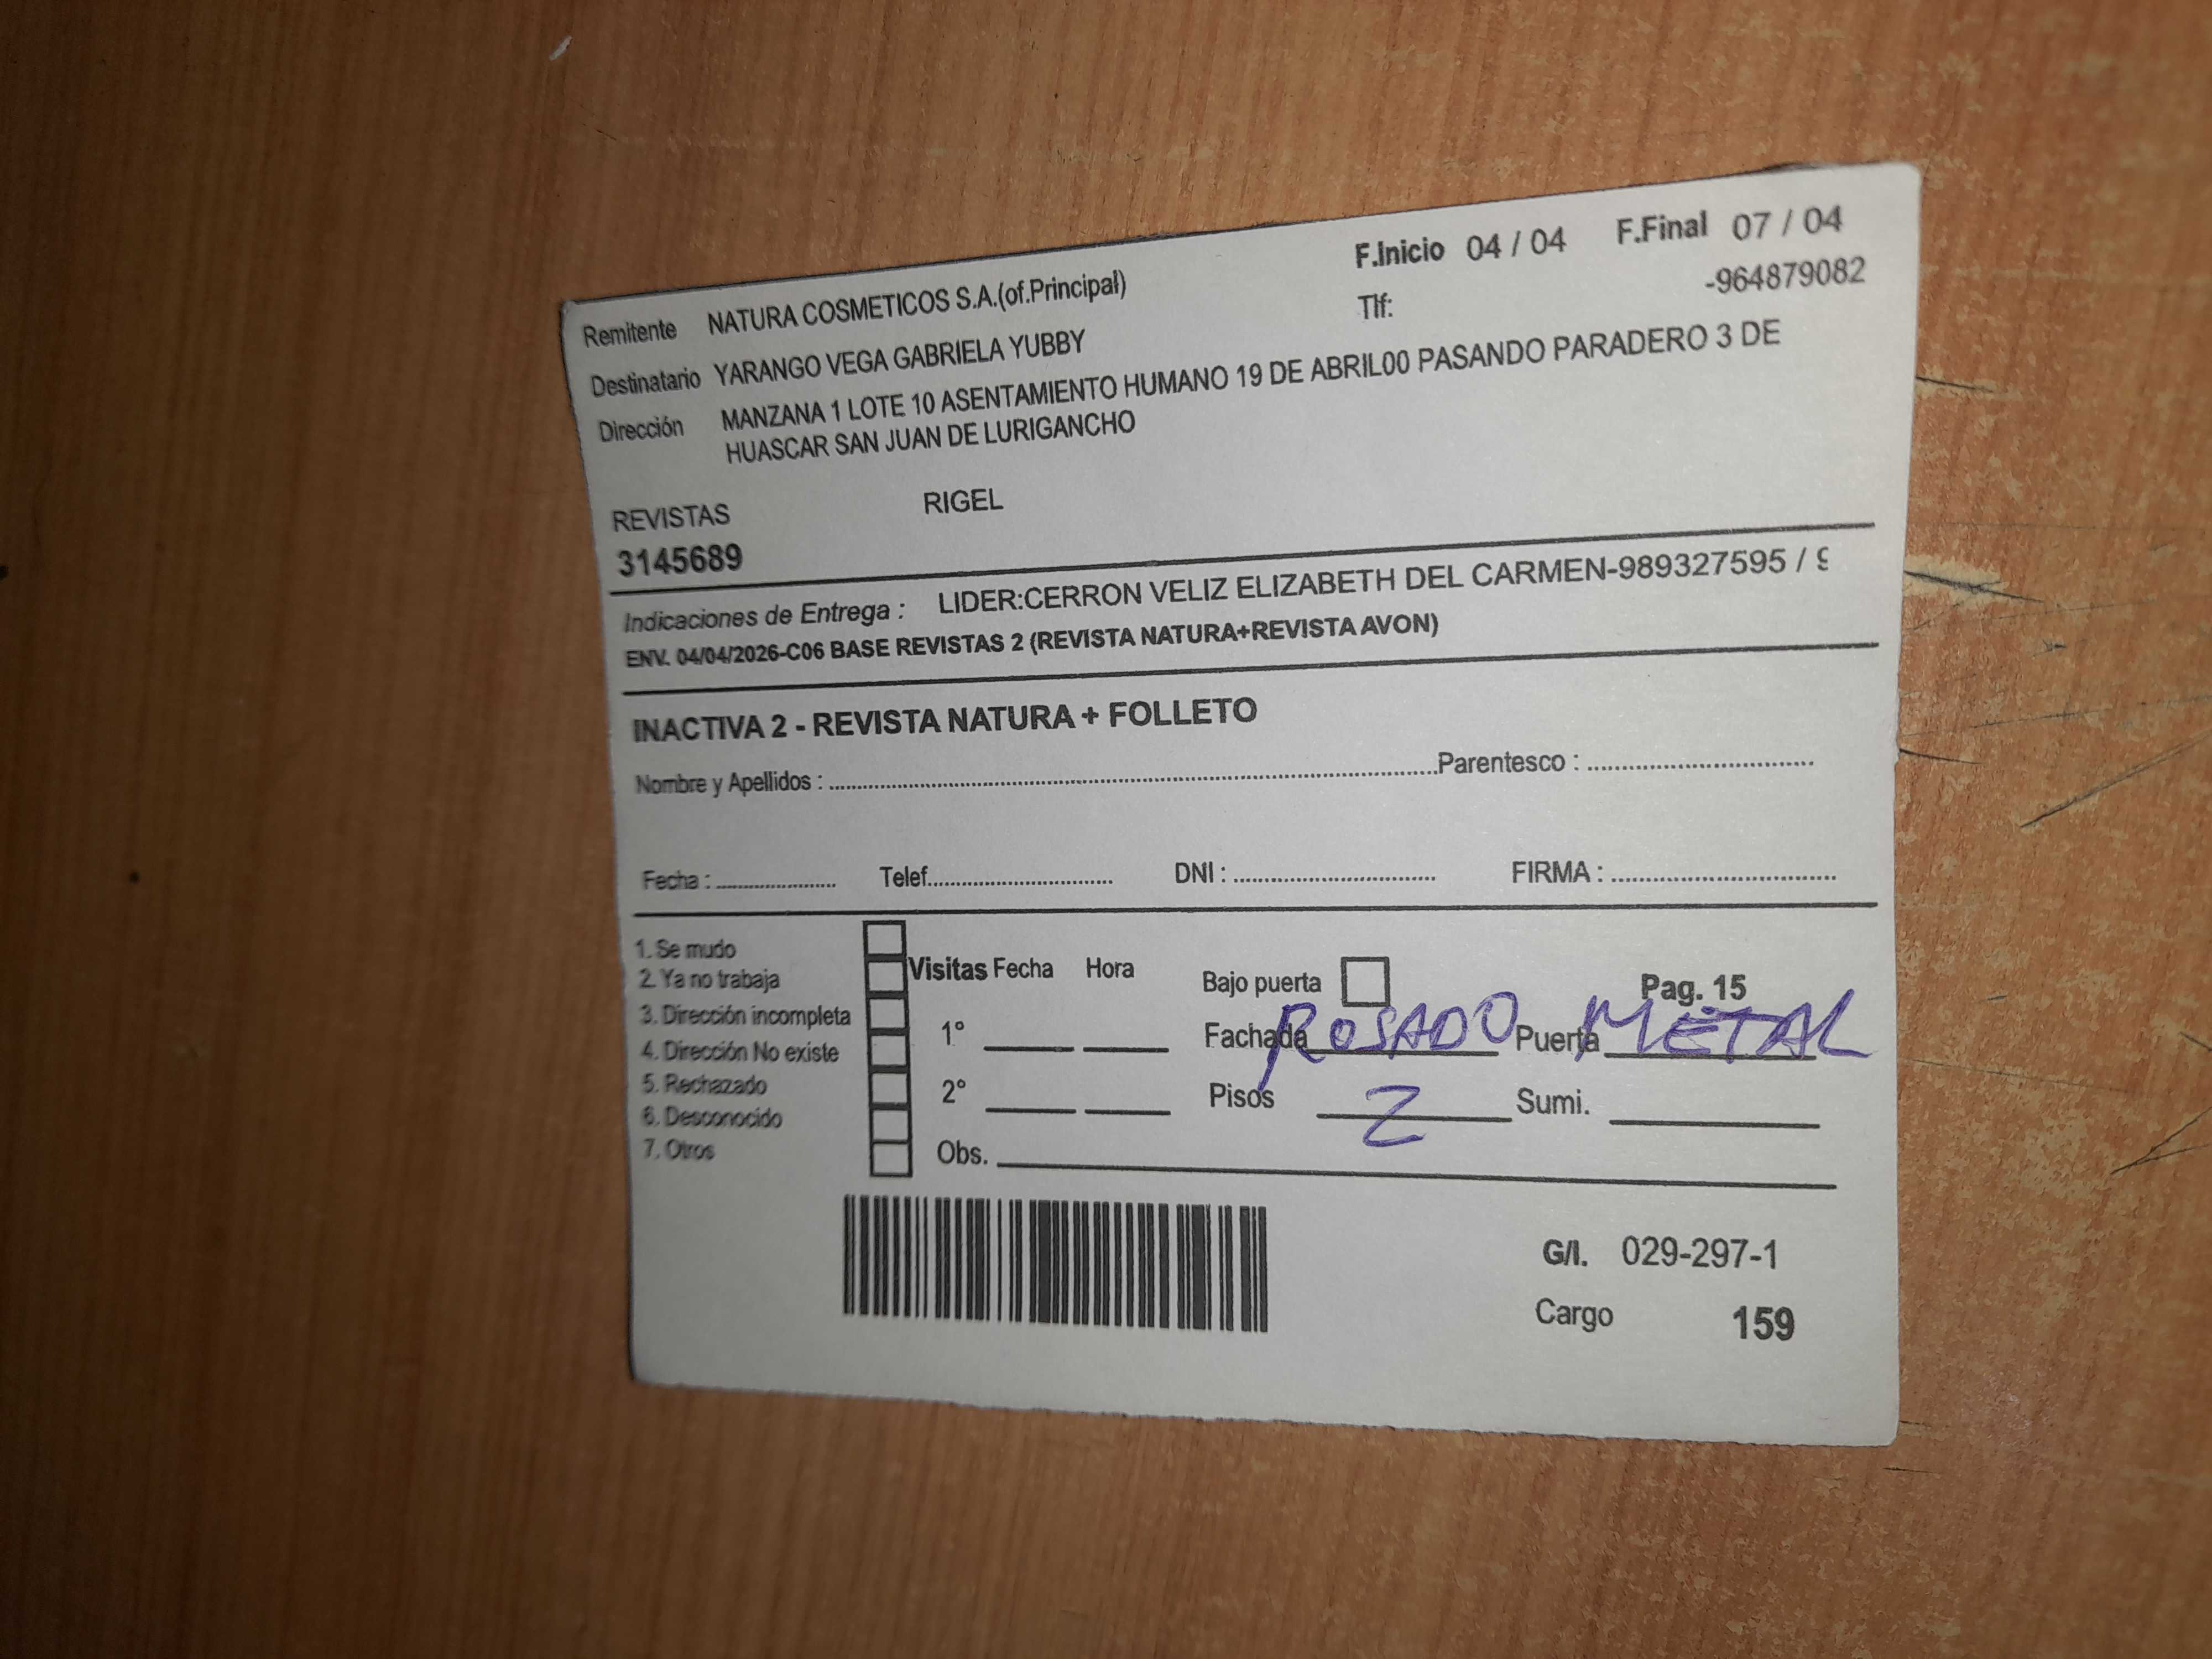 F.Inicio 04 / 04 F.Final 07 / 04
Remitente NATURA COSMETICOS S.A.(of.Principal) Tlf: -964879082
Destinatario YARANGO VEGA GABRIELA YUBBY
Dirección MANZANA 1 LOTE 10 ASENTAMIENTO HUMANO 19 DE ABRIL00 PASANDO PARADERO 3 DE
HUASCAR SAN JUAN DE LURIGANCHO
REVISTAS RIGEL
3145689
Indicaciones de Entrega : LIDER:CERRON VELIZ ELIZABETH DEL CARMEN-989327595 / 9
ENV. 04/04/2026-C06 BASE REVISTAS 2 (REVISTA NATURA+REVISTA AVON)
INACTIVA 2 - REVISTA NATURA + FOLLETO
Nombre y Apellidos : Parentesco :
Fecha : Telef. DNI : FIRMA :
1. Se mudo
2. Ya no trabaja
3. Dirección incompleta
4. Dirección No existe
5. Rechazado
6. Desconocido
7. Otros
Visitas Fecha Hora
1°
2°
Obs.
Bajo puerta Pag. 15
Fachada ROSADO Puerta METAL
Pisos 2 Sumi.
G/I. 029-297-1
Cargo 159